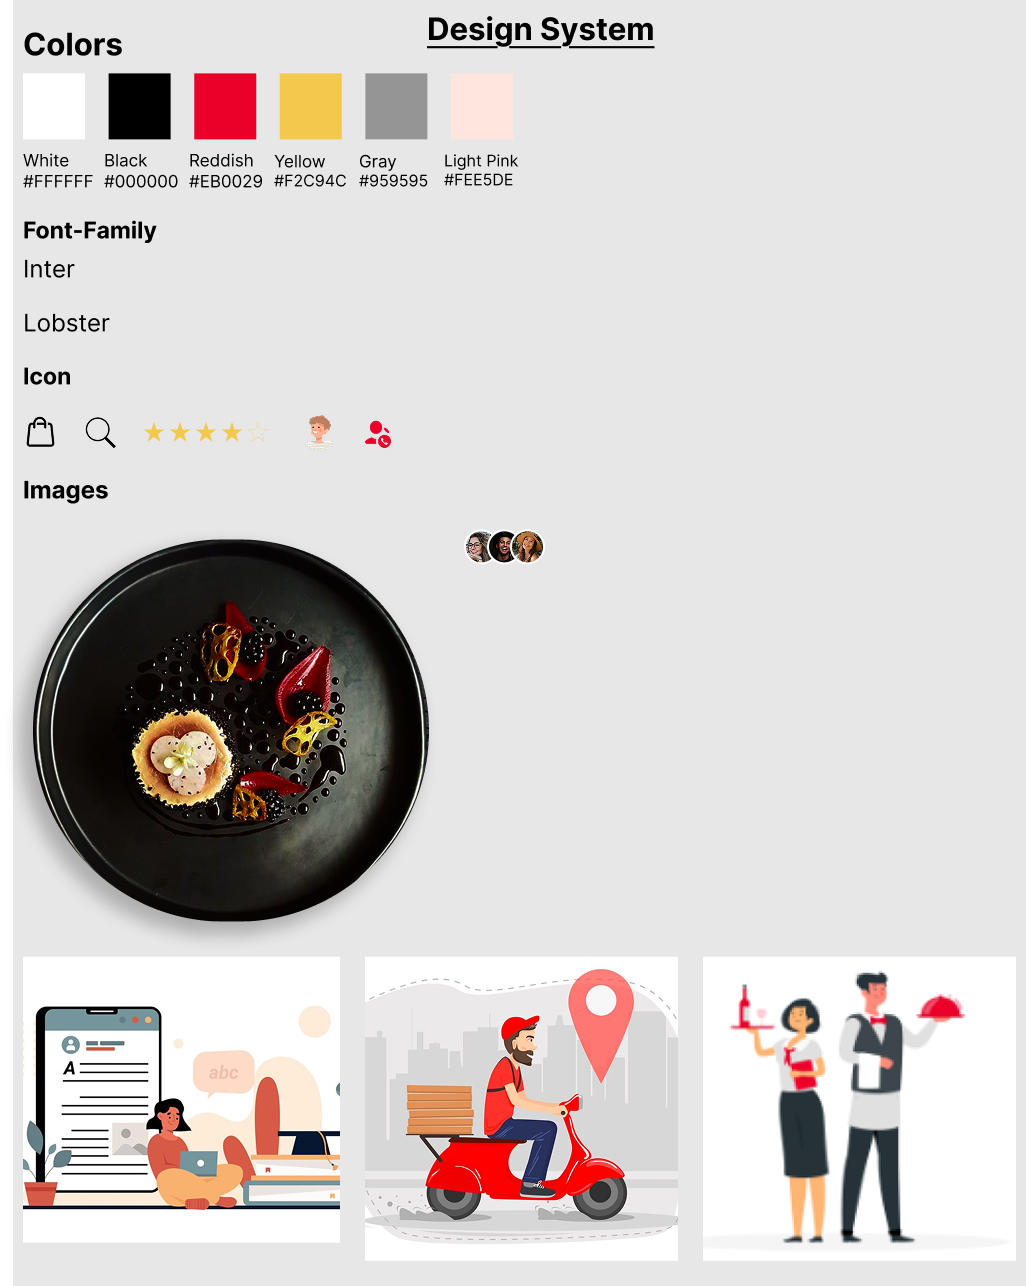 Design System
Colors
White
#FFFFFF
Black
#000000
Reddish
#EB0029
Yellow
#F2C94C
Gray
#959595
Light Pink
#FEE5DE
Font-Family
Inter
Lobster
Icon
Images
A
abc